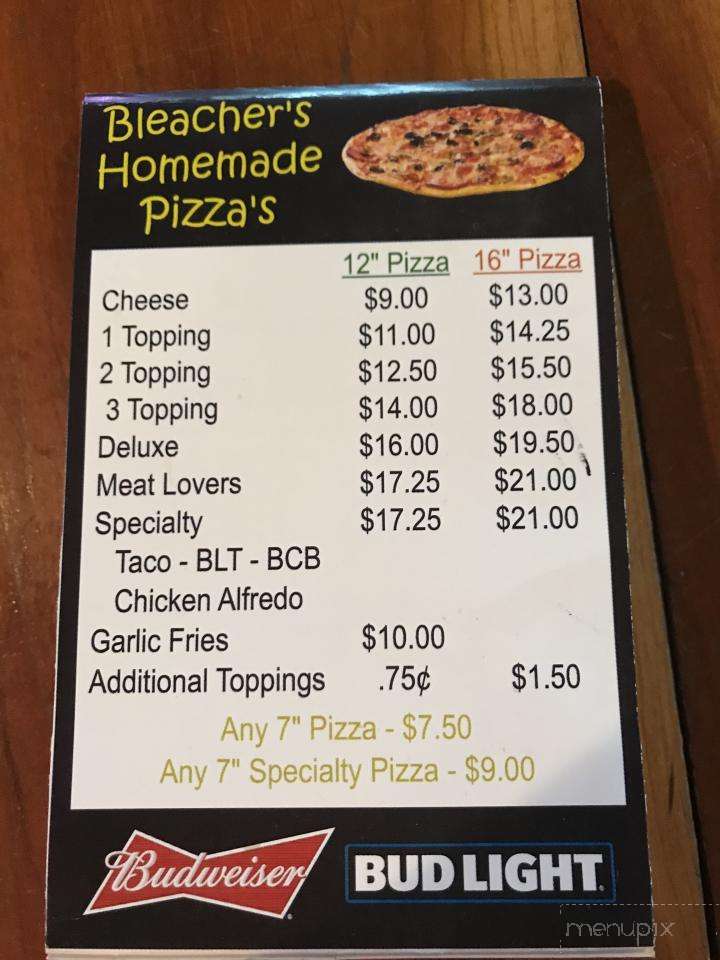 Bleacher's
Homemade
Pizza's
12" Pizza 16" Pizza
Cheese $9.00 $13.00
1 Topping $11.00 $14.25
2 Topping $12.50 $15.50
3 Topping $14.00 $18.00
Deluxe $16.00 $19.50
Meat Lovers $17.25 $21.00
Specialty $17.25 $21.00
Taco - BLT - BCB
Chicken Alfredo
Garlic Fries $10.00
Additional Toppings .75¢ $1.50
Any 7" Pizza - $7.50
Any 7" Specialty Pizza - $9.00
Budweiser BUD LIGHT
menupix